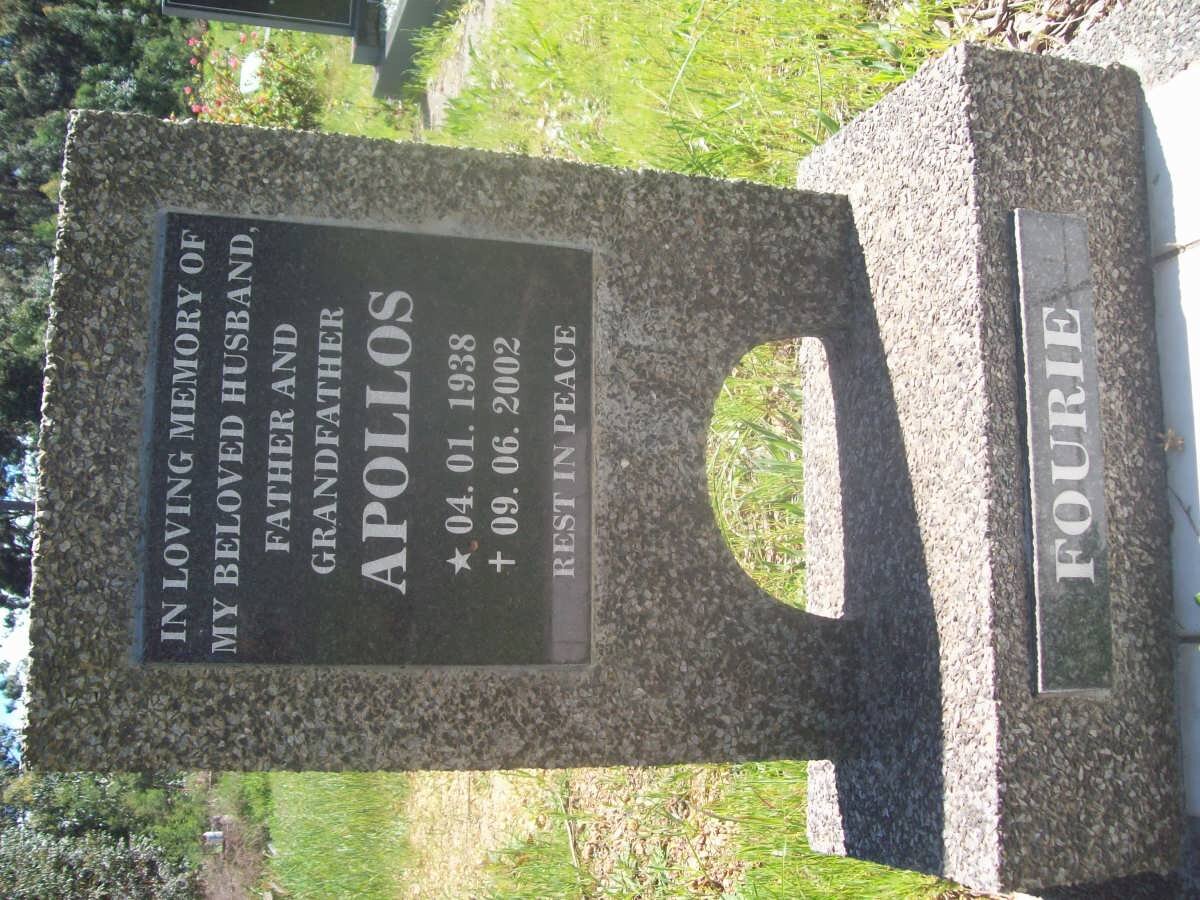 IN LOVING MEMORY OF
MY BELOVED HUSBAND,
FATHER AND
GRANDFATHER
APOLLOS
★ 04. 01. 1938
✝ 09. 06. 2002
REST IN PEACE
FOURIE